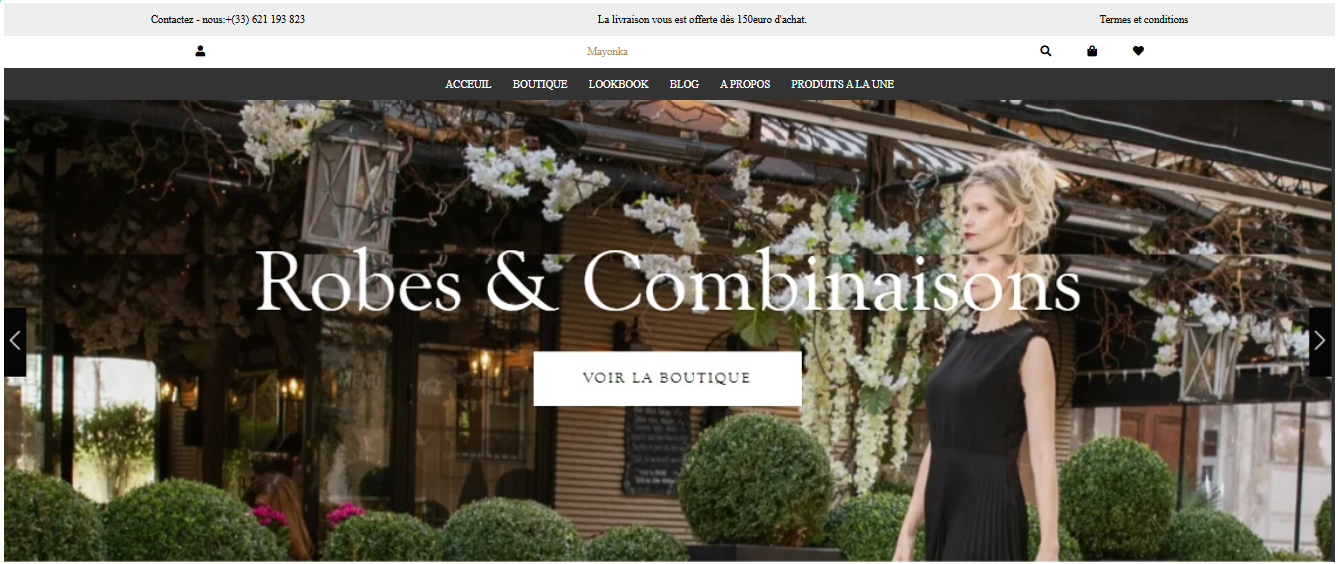 Contactez - nous:+(33) 621 193 823
La livraison vous est offerte dès 150euro d'achat.
Termes et conditions
Mayonka
ACCEUIL BOUTIQUE LOOKBOOK BLOG A PROPOS PRODUITS A LA UNE
Robes & Combinaisons
VOIR LA BOUTIQUE